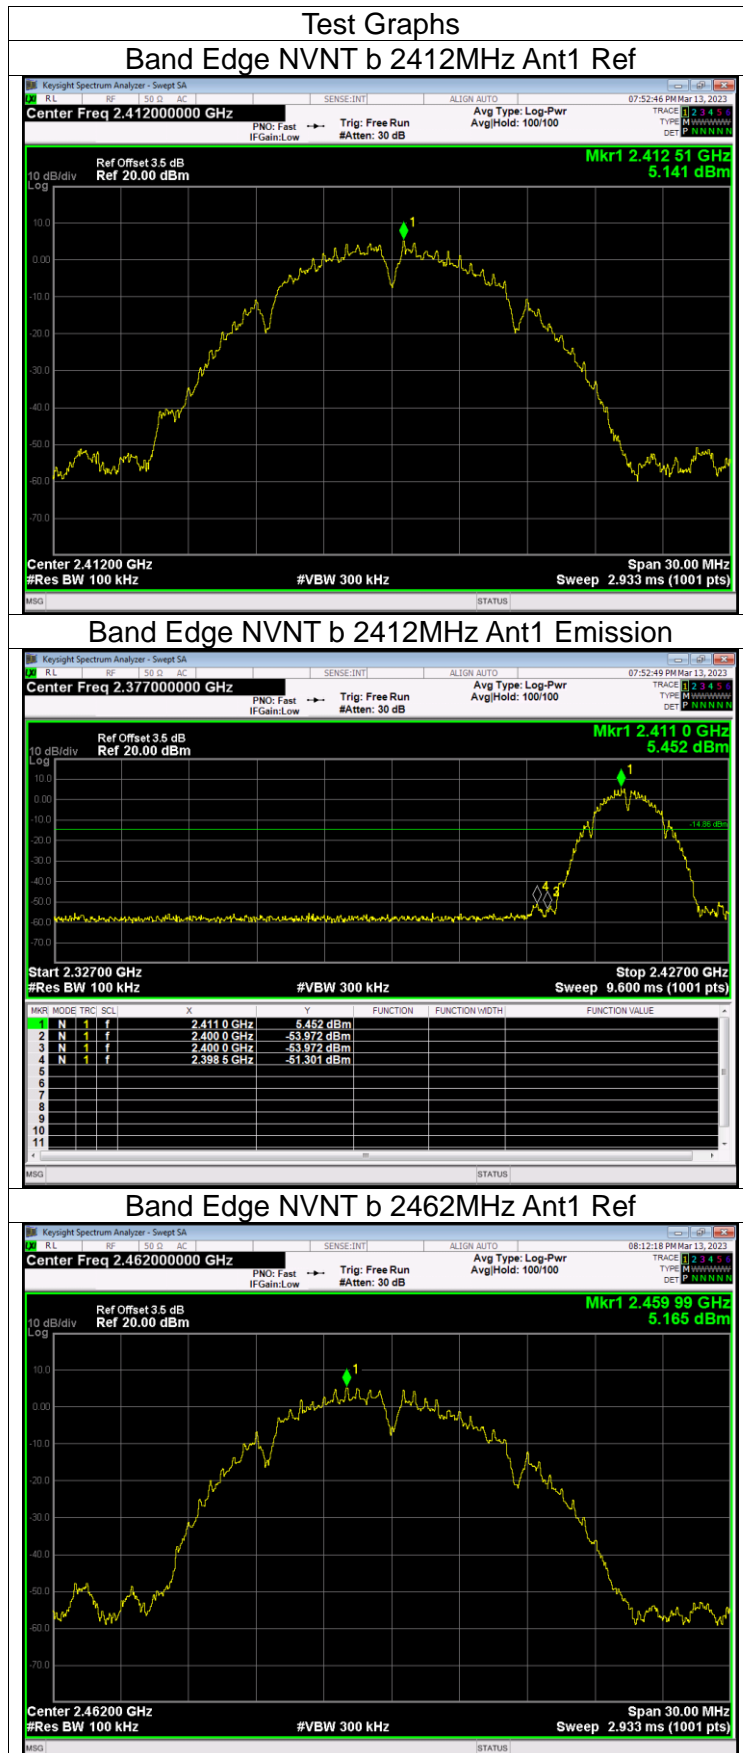 Test Graphs
Band Edge NVNT b 2412MHz Ant1 Ref
Keysight Spectrum Analyzer - Swept SA
RL RF 50 Ω AC SENSE:INT ALIGN AUTO 07:52:46 PM Mar 13, 2023
Center Freq 2.412000000 GHz Avg Type: Log-Pwr TRACE 1 2 3 4 5 6
PNO: Fast Trig: Free Run Avg|Hold: 100/100 TYPE M WWWWW
IFGain:Low #Atten: 30 dB DET P N N N N N
Mkr1 2.412 51 GHz
Ref Offset 3.5 dB
5.141 dBm
10 dB/div Ref 20.00 dBm
Log
10.0
1
0.00
-10.0
-20.0
-30.0
-40.0
-50.0
-60.0
-70.0
Center 2.41200 GHz Span 30.00 MHz
#Res BW 100 kHz #VBW 300 kHz Sweep 2.933 ms (1001 pts)
MSG STATUS
Band Edge NVNT b 2412MHz Ant1 Emission
Keysight Spectrum Analyzer - Swept SA
RL RF 50 Ω AC SENSE:INT ALIGN AUTO 07:52:49 PM Mar 13, 2023
Center Freq 2.377000000 GHz Avg Type: Log-Pwr TRACE 1 2 3 4 5 6
PNO: Fast Trig: Free Run Avg|Hold: 100/100 TYPE M WWWWW
IFGain:Low #Atten: 30 dB DET P N N N N N
Mkr1 2.411 0 GHz
Ref Offset 3.5 dB
5.452 dBm
10 dB/div Ref 20.00 dBm
Log
1
10.0
0.00
-10.0
-14.86 dBm
-20.0
-30.0
-40.0
4 3
-50.0
-60.0
-70.0
Start 2.32700 GHz Stop 2.42700 GHz
#Res BW 100 kHz #VBW 300 kHz Sweep 9.600 ms (1001 pts)
MKR MODE TRC SCL X Y FUNCTION FUNCTION WIDTH FUNCTION VALUE
1 N 1 f 2.411 0 GHz 5.452 dBm
2 N 1 f 2.400 0 GHz -53.972 dBm
3 N 1 f 2.400 0 GHz -53.972 dBm
4 N 1 f 2.398 5 GHz -51.301 dBm
5
6
7
8
9
10
11
MSG STATUS
Band Edge NVNT b 2462MHz Ant1 Ref
Keysight Spectrum Analyzer - Swept SA
RL RF 50 Ω AC SENSE:INT ALIGN AUTO 08:12:18 PM Mar 13, 2023
Center Freq 2.462000000 GHz Avg Type: Log-Pwr TRACE 1 2 3 4 5 6
PNO: Fast Trig: Free Run Avg|Hold: 100/100 TYPE M WWWWW
IFGain:Low #Atten: 30 dB DET P N N N N N
Mkr1 2.459 99 GHz
Ref Offset 3.5 dB
5.165 dBm
10 dB/div Ref 20.00 dBm
Log
10.0
1
0.00
-10.0
-20.0
-30.0
-40.0
-50.0
-60.0
-70.0
Center 2.46200 GHz Span 30.00 MHz
#Res BW 100 kHz #VBW 300 kHz Sweep 2.933 ms (1001 pts)
MSG STATUS